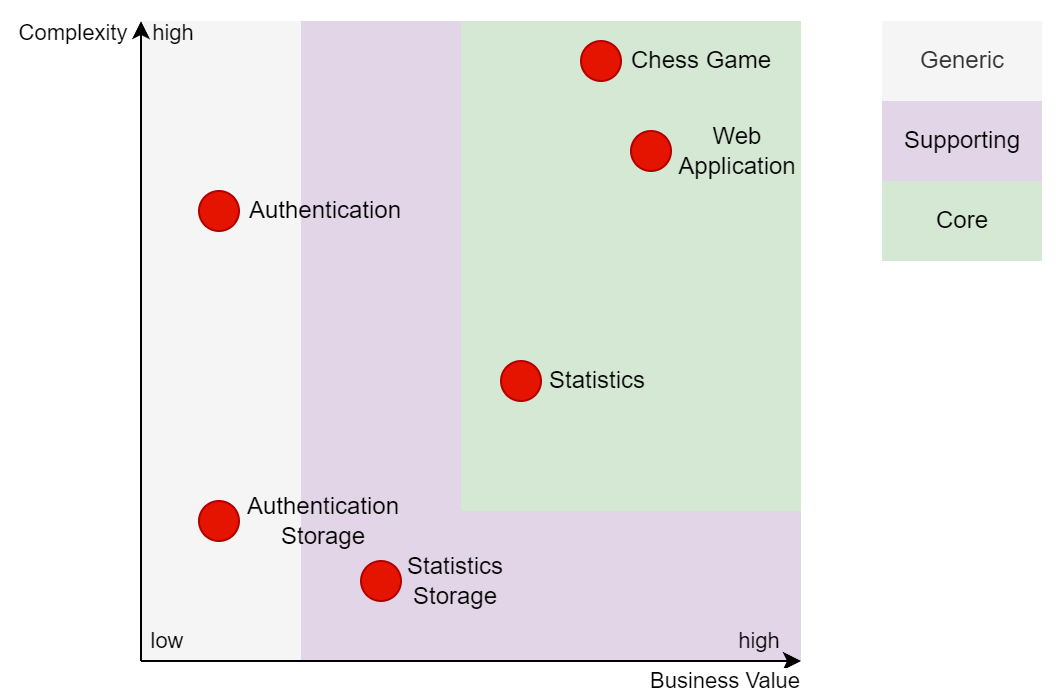 Complexity
high
Chess Game
Generic
Web
Application
Supporting
Authentication
Core
Statistics
Authentication
Storage
Statistics
Storage
low
high
Business Value